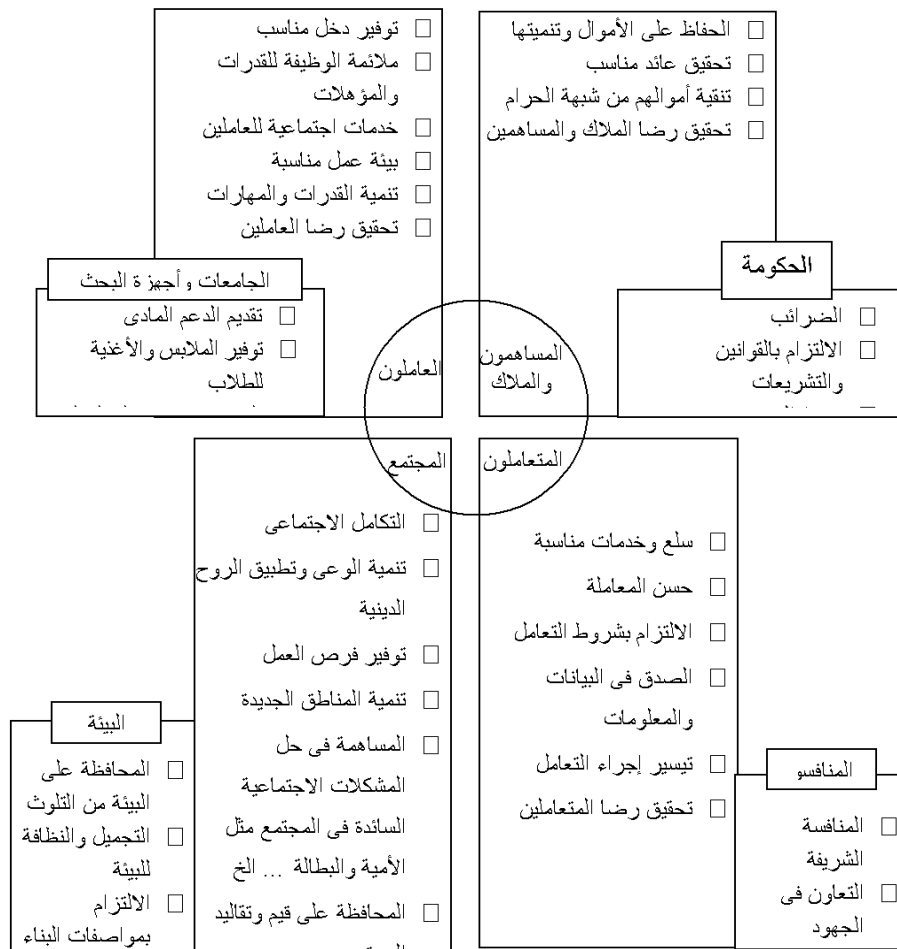 الحفاظ على الأموال وتنميتها
تحقيق عائد مناسب
تنقية أموالهم من شبهة الحرام
تحقيق رضا الملاك والمساهمين
توفير دخل مناسب
ملائمة الوظيفة للقدرات
والمؤهلات
خدمات اجتماعية للعاملين
بيئة عمل مناسبة
تنمية القدرات والمهارات
تحقيق رضا العاملين
الحكومة
الضرائب
الالتزام بالقوانين
والتشريعات
الجامعات وأجهزة البحث
تقديم الدعم المادى
توفير الملابس والأغذية
للطلاب
المساهمون
والملاك
العاملون
المتعاملون
المجتمع
سلع وخدمات مناسبة
حسن المعاملة
الالتزام بشروط التعامل
الصدق فى البيانات
والمعلومات
تيسير إجراء التعامل
تحقيق رضا المتعاملين
التكامل الاجتماعى
تنمية الوعى وتطبيق الروح
الدينية
توفير فرص العمل
تنمية المناطق الجديدة
المساهمة فى حل
المشكلات الاجتماعية
السائدة فى المجتمع مثل
الأمية والبطالة ... الخ
المحافظة على قيم وتقاليد
المنافسو
المنافسة
الشريفة
التعاون فى
الجهود
البيئة
المحافظة على
البيئة من التلوث
التجميل والنظافة
للبيئة
الالتزام
بمواصفات البناء